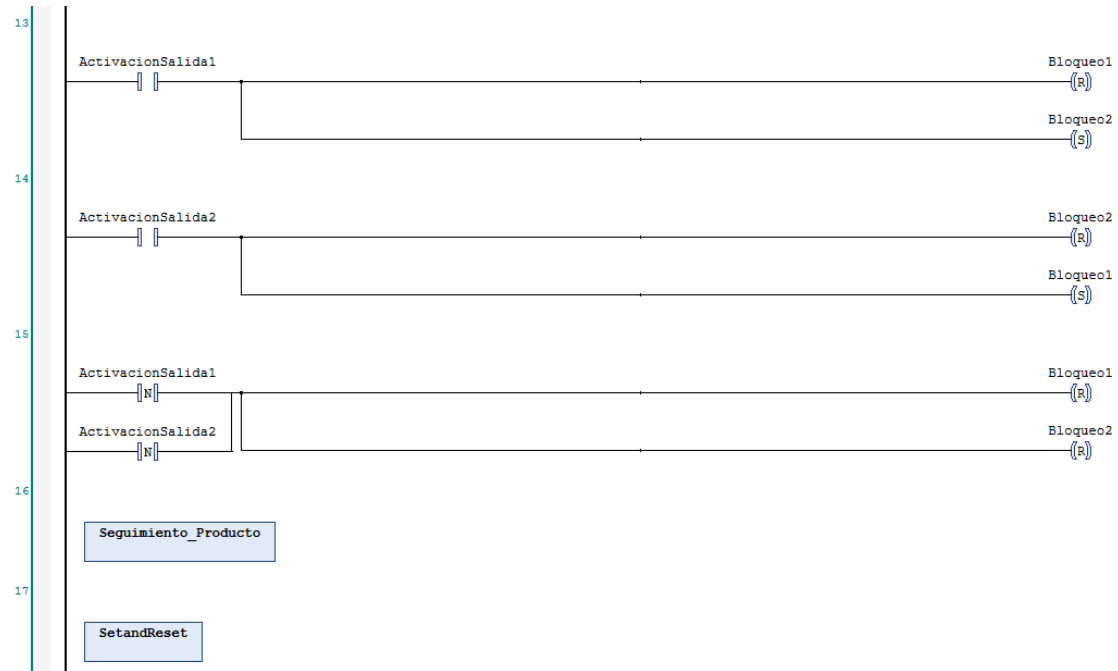 13
ActivacionSalida1
Bloqueo1
R
Bloqueo2
S
14
ActivacionSalida2
Bloqueo2
R
Bloqueo1
S
15
ActivacionSalida1
Bloqueo1
N
R
ActivacionSalida2
Bloqueo2
N
R
16
Seguimiento_Producto
17
SetandReset